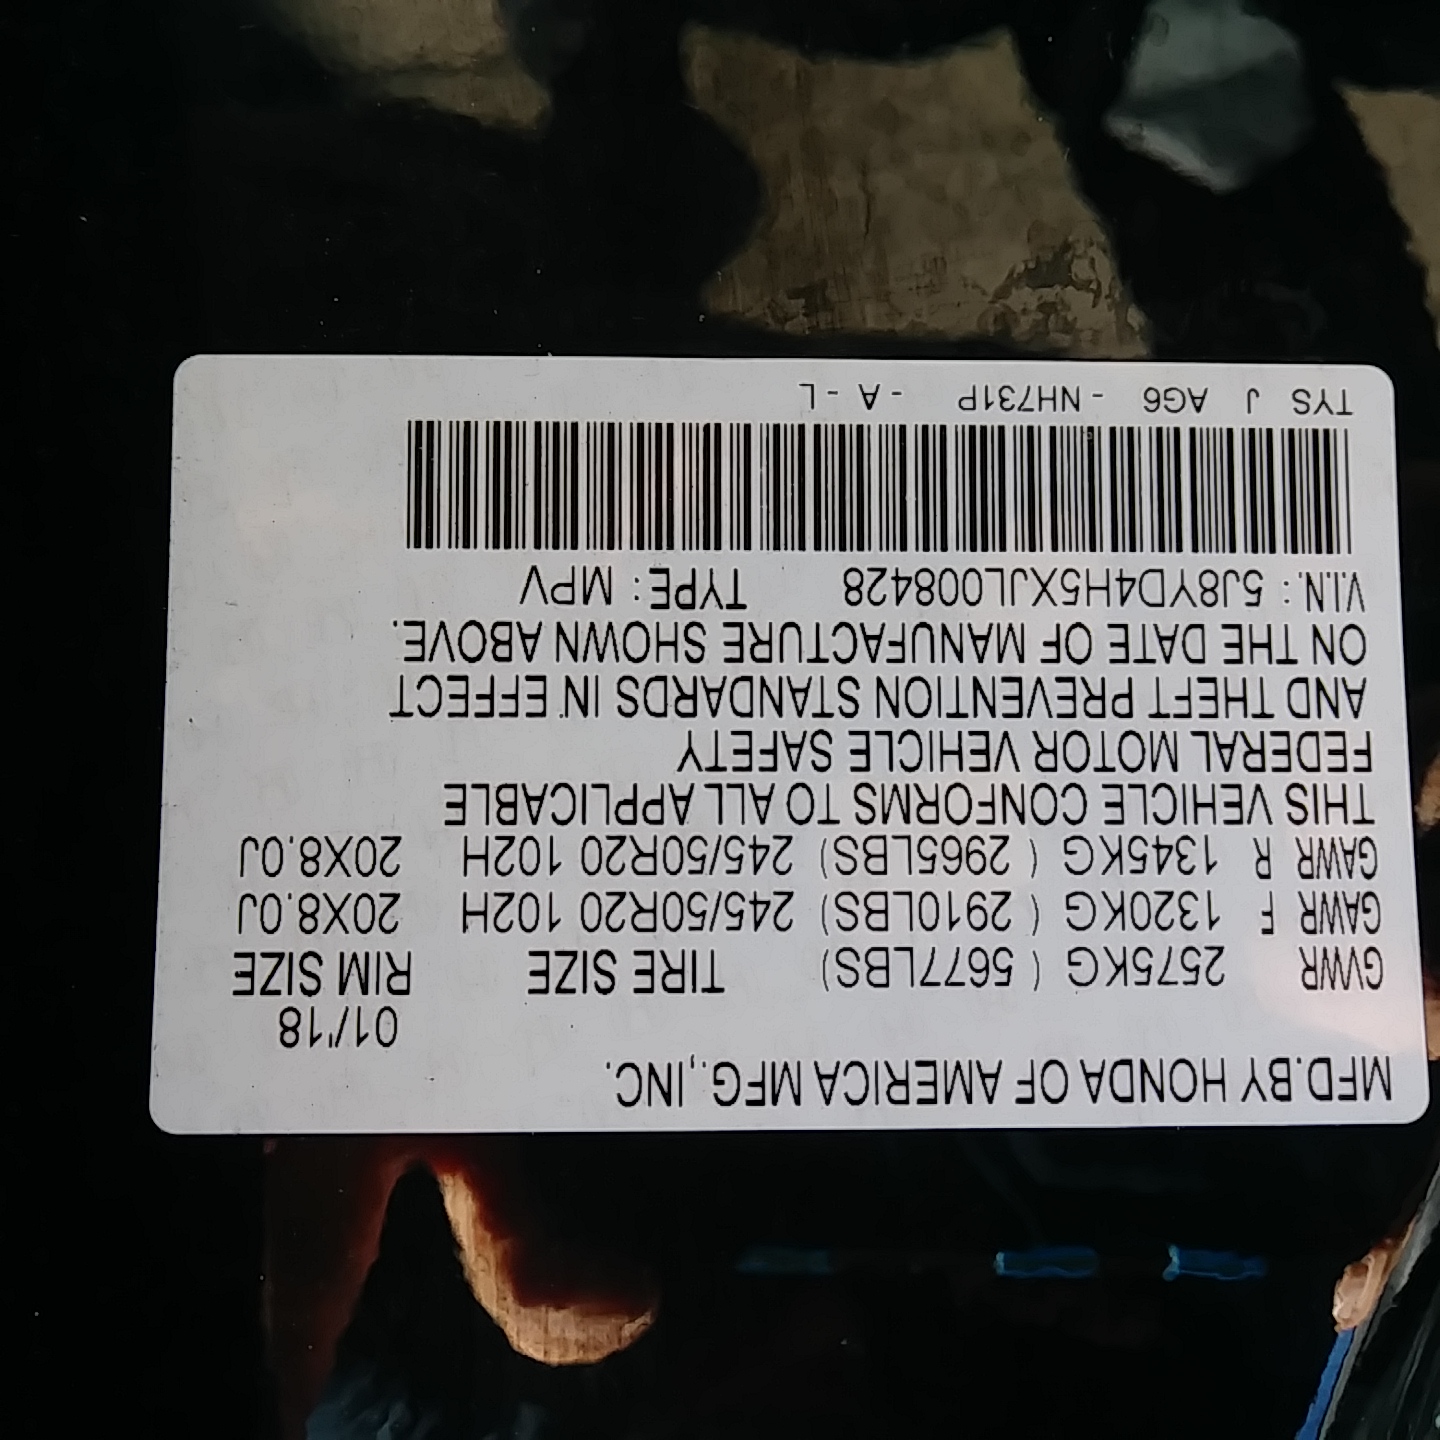 MFD.BY HONDA OF AMERICA MFG.,INC.
01/'18
GVWR 2575KG ( 5677LBS) TIRE SIZE RIM SIZE
GAWR F 1320KG ( 2910LBS) 245/50R20 102H 20X8.0J
GAWR R 1345KG ( 2965LBS) 245/50R20 102H 20X8.0J
THIS VEHICLE CONFORMS TO ALL APPLICABLE
FEDERAL MOTOR VEHICLE SAFETY
AND THEFT PREVENTION STANDARDS IN EFFECT
ON THE DATE OF MANUFACTURE SHOWN ABOVE.
V.I.N. : 5J8YD4H5XJL008428 TYPE : MPV
TYS J AG6 - NH731P - A - L